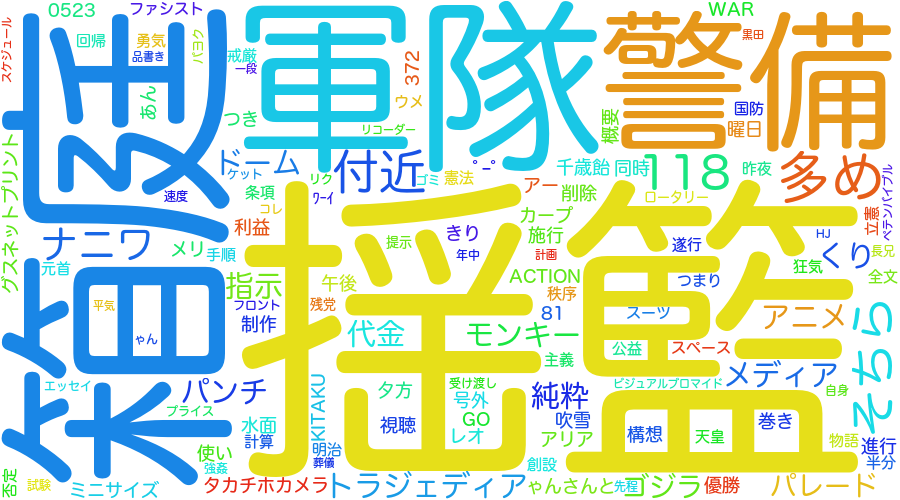 揺籃
軍隊
警備
殿
箱
118
多め
付近
ドーム
ナニワ
指示
代金
モンキー
純粋
メディア
アニメ
そちら
くり
パンチ
トラジェディア
ゴジラ
パレード
ゃんさんと
優勝
タカチホカメラ
ミニサイズ
グスネットプリント
KITAKU
ACTION
WAR
GO
HJ
0523
372
81
ファシスト
スケジュール
回帰
勇気
品書き
パヨク
戒厳
一段
あん
つき
ウメ
リコーダー
黒田
国防
概要
曜日
千歳飴
同時
昨夜
ロータリー
立憲
ペテンバイブル
ケット
リク
ゴミ
憲法
アー
削除
速度
条項
コレ
ワーイ
利益
カープ
施行
きり
提示
年中
計画
遂行
つまり
狂気
長兄
全文
メリ
手順
元首
午後
フロント
残党
制作
平気
ゃん
秩序
スーツ
公益
スペース
主義
ビジュアルブロマイド
自身
受け渡し
号外
夕方
視聴
レオ
吹雪
アリア
構想
天皇
巻き
物語
進行
半分
エッセイ
プライス
水面
計算
使い
強姦
明治
葬儀
創設
先程
否定
試験